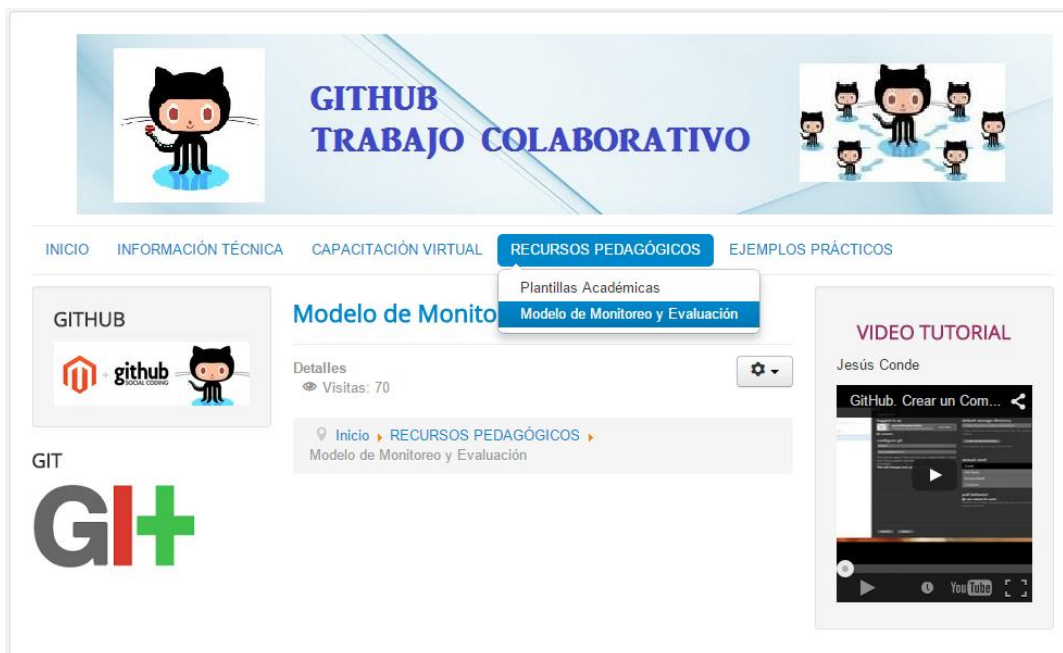 GITHUB
TRABAJO COLABORATIVO
INICIO INFORMACIÓN TÉCNICA CAPACITACIÓN VIRTUAL RECURSOS PEDAGÓGICOS EJEMPLOS PRÁCTICOS
Plantillas Académicas
Modelo de Monitoreo y Evaluación
GITHUB
github
SOCIAL CODING
GIT
GIt
Modelo de Monito
Detalles
Visitas: 70
Inicio RECURSOS PEDAGÓGICOS
Modelo de Monitoreo y Evaluación
VIDEO TUTORIAL
Jesús Conde
GitHub. Crear un Com...
YouTube